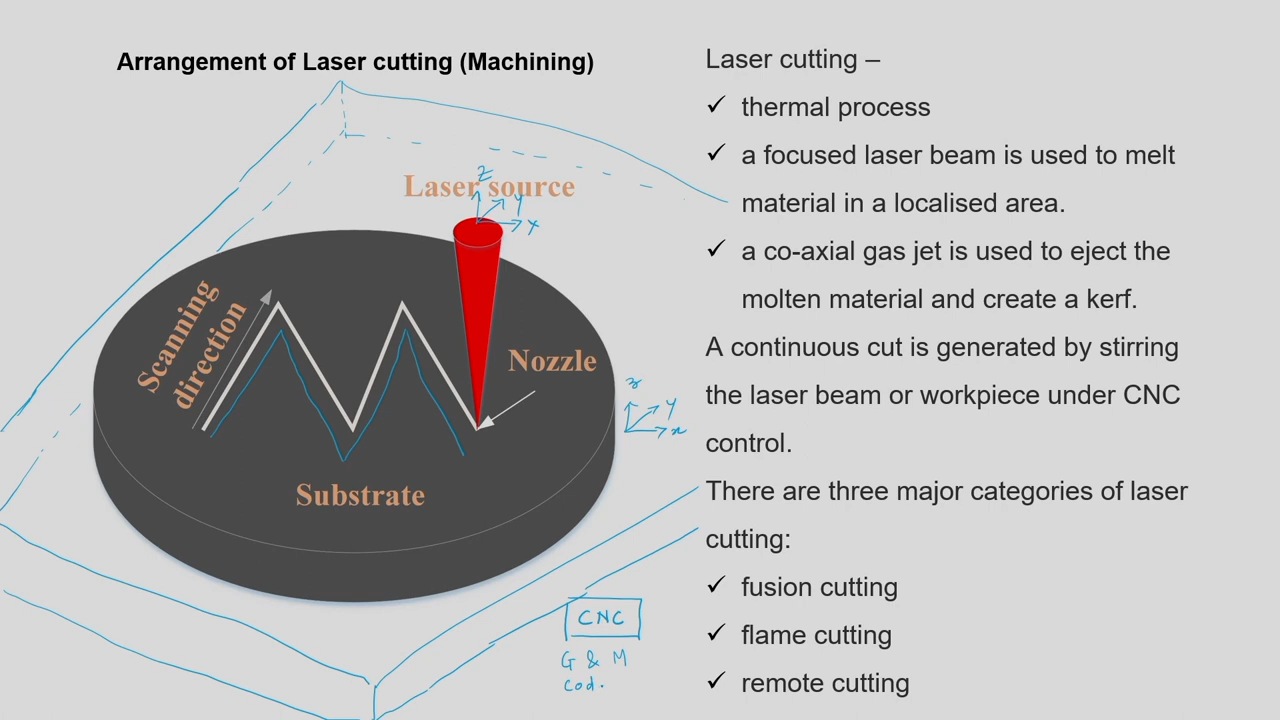 Arrangement of Laser cutting (Machining)
Laser source
Z
Y
X
Scanning
direction
Nozzle
Substrate
z
Y
x
CNC
G & M
cod.
Laser cutting –
✓ thermal process
✓ a focused laser beam is used to melt
material in a localised area.
✓ a co-axial gas jet is used to eject the
molten material and create a kerf.
A continuous cut is generated by stirring
the laser beam or workpiece under CNC
control.
There are three major categories of laser
cutting:
✓ fusion cutting
✓ flame cutting
✓ remote cutting